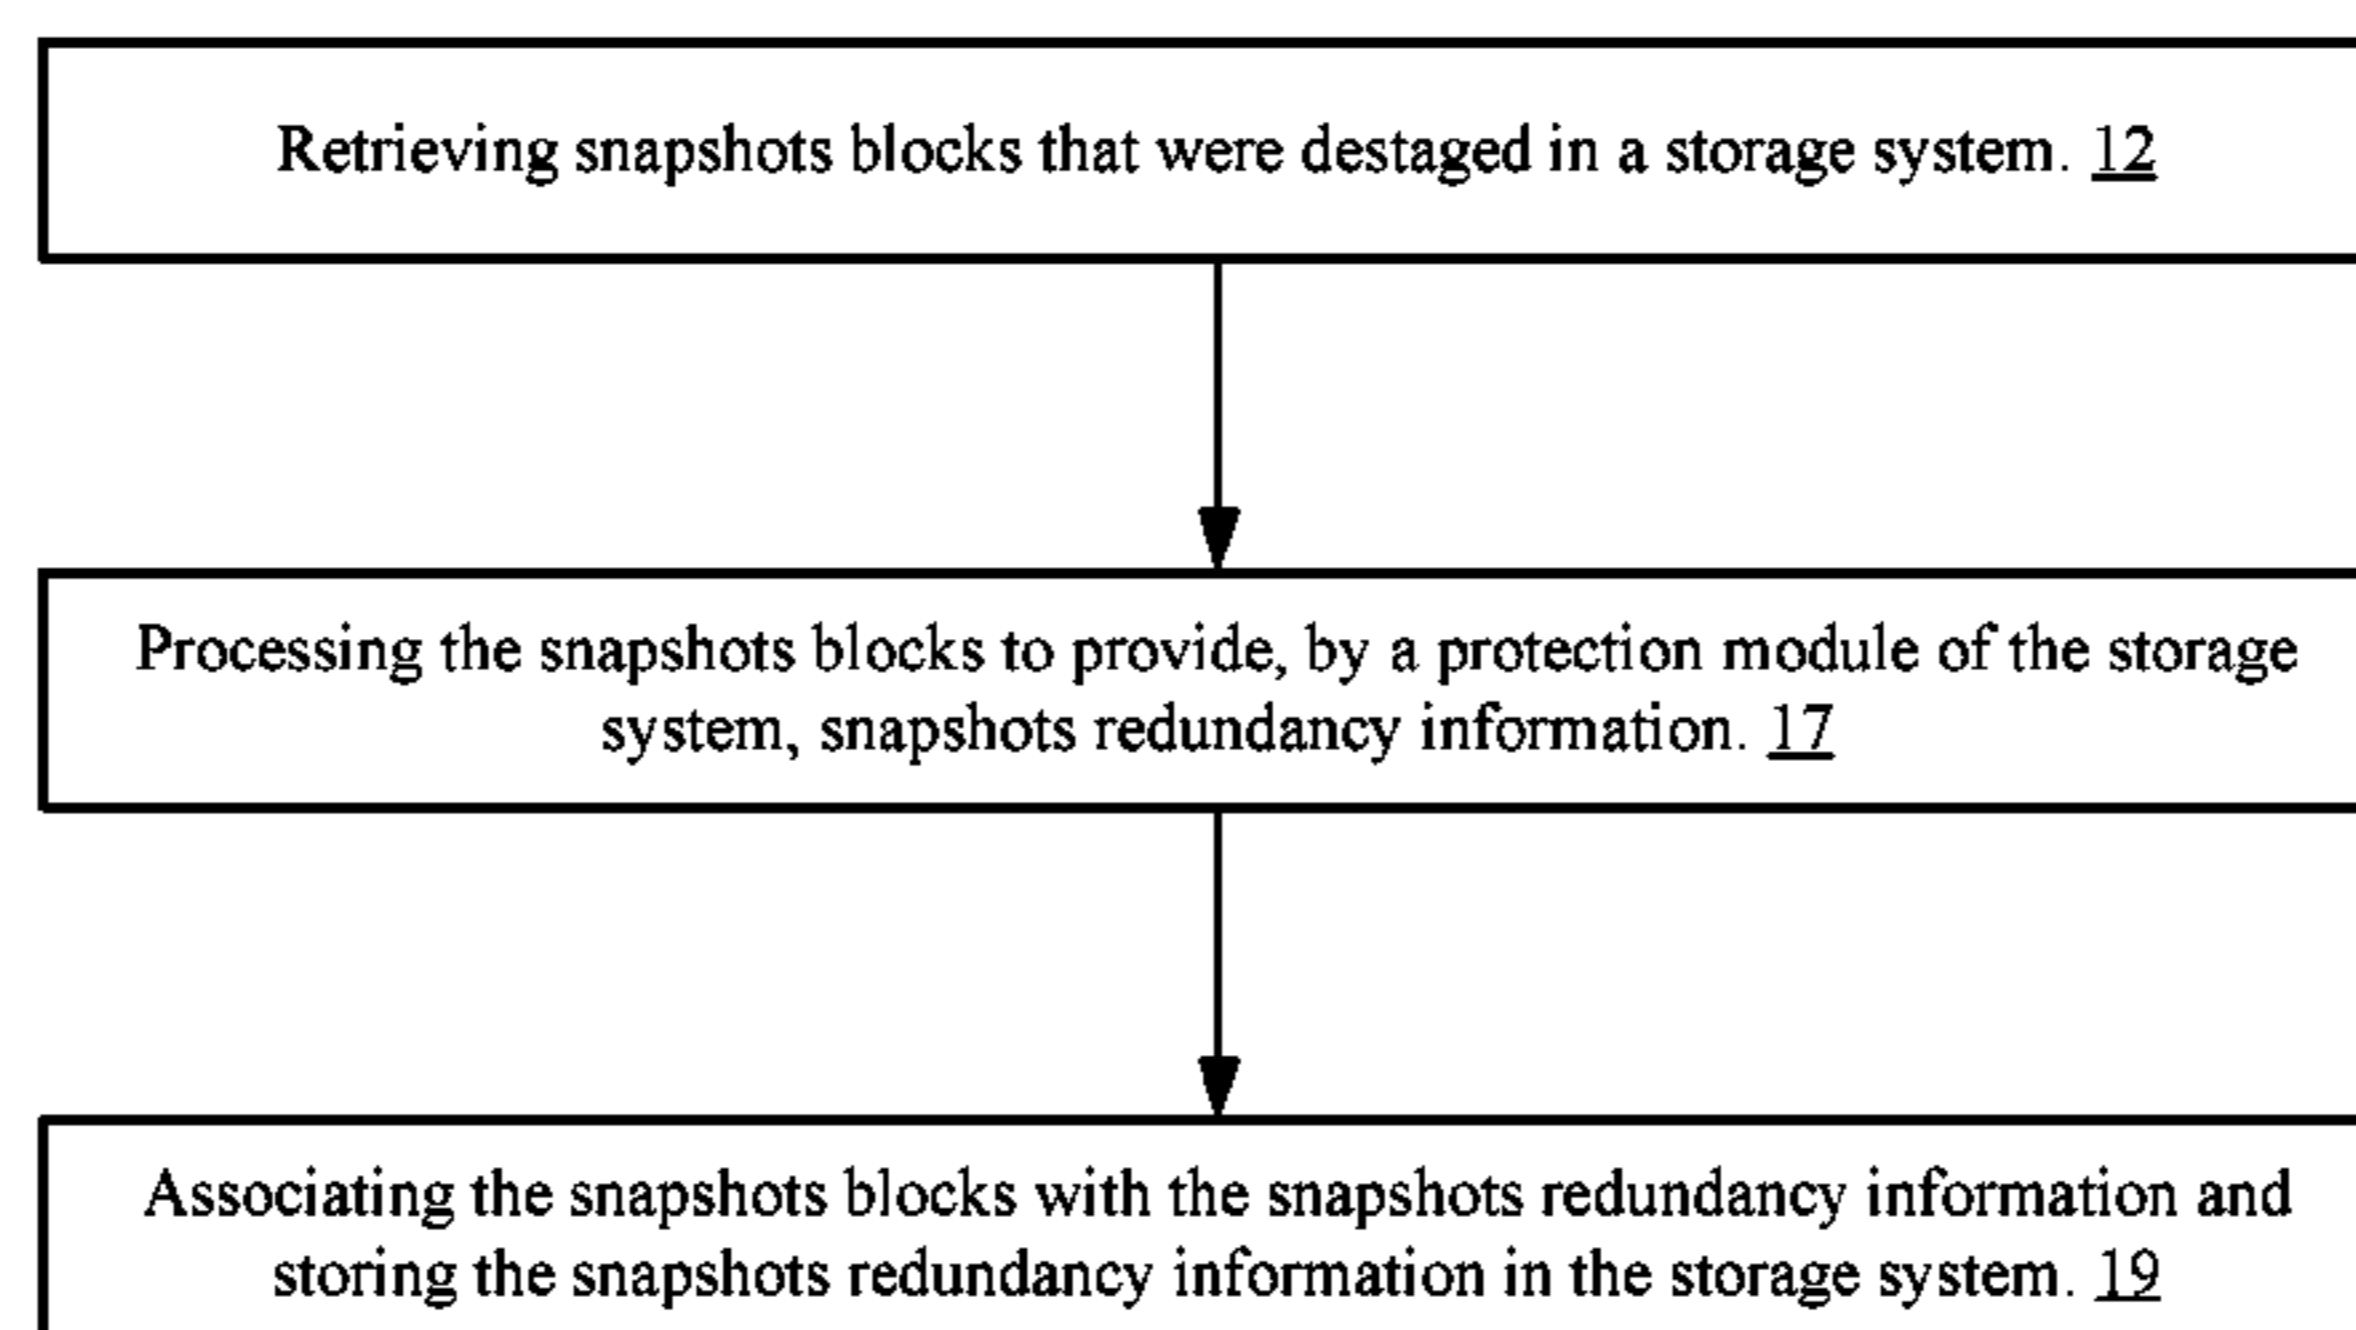 Retrieving snapshots blocks that were destaged in a storage system. 12
Processing the snapshots blocks to provide, by a protection module of the storage
system, snapshots redundancy information. 17
Associating the snapshots blocks with the snapshots redundancy information and
storing the snapshots redundancy information in the storage system. 19